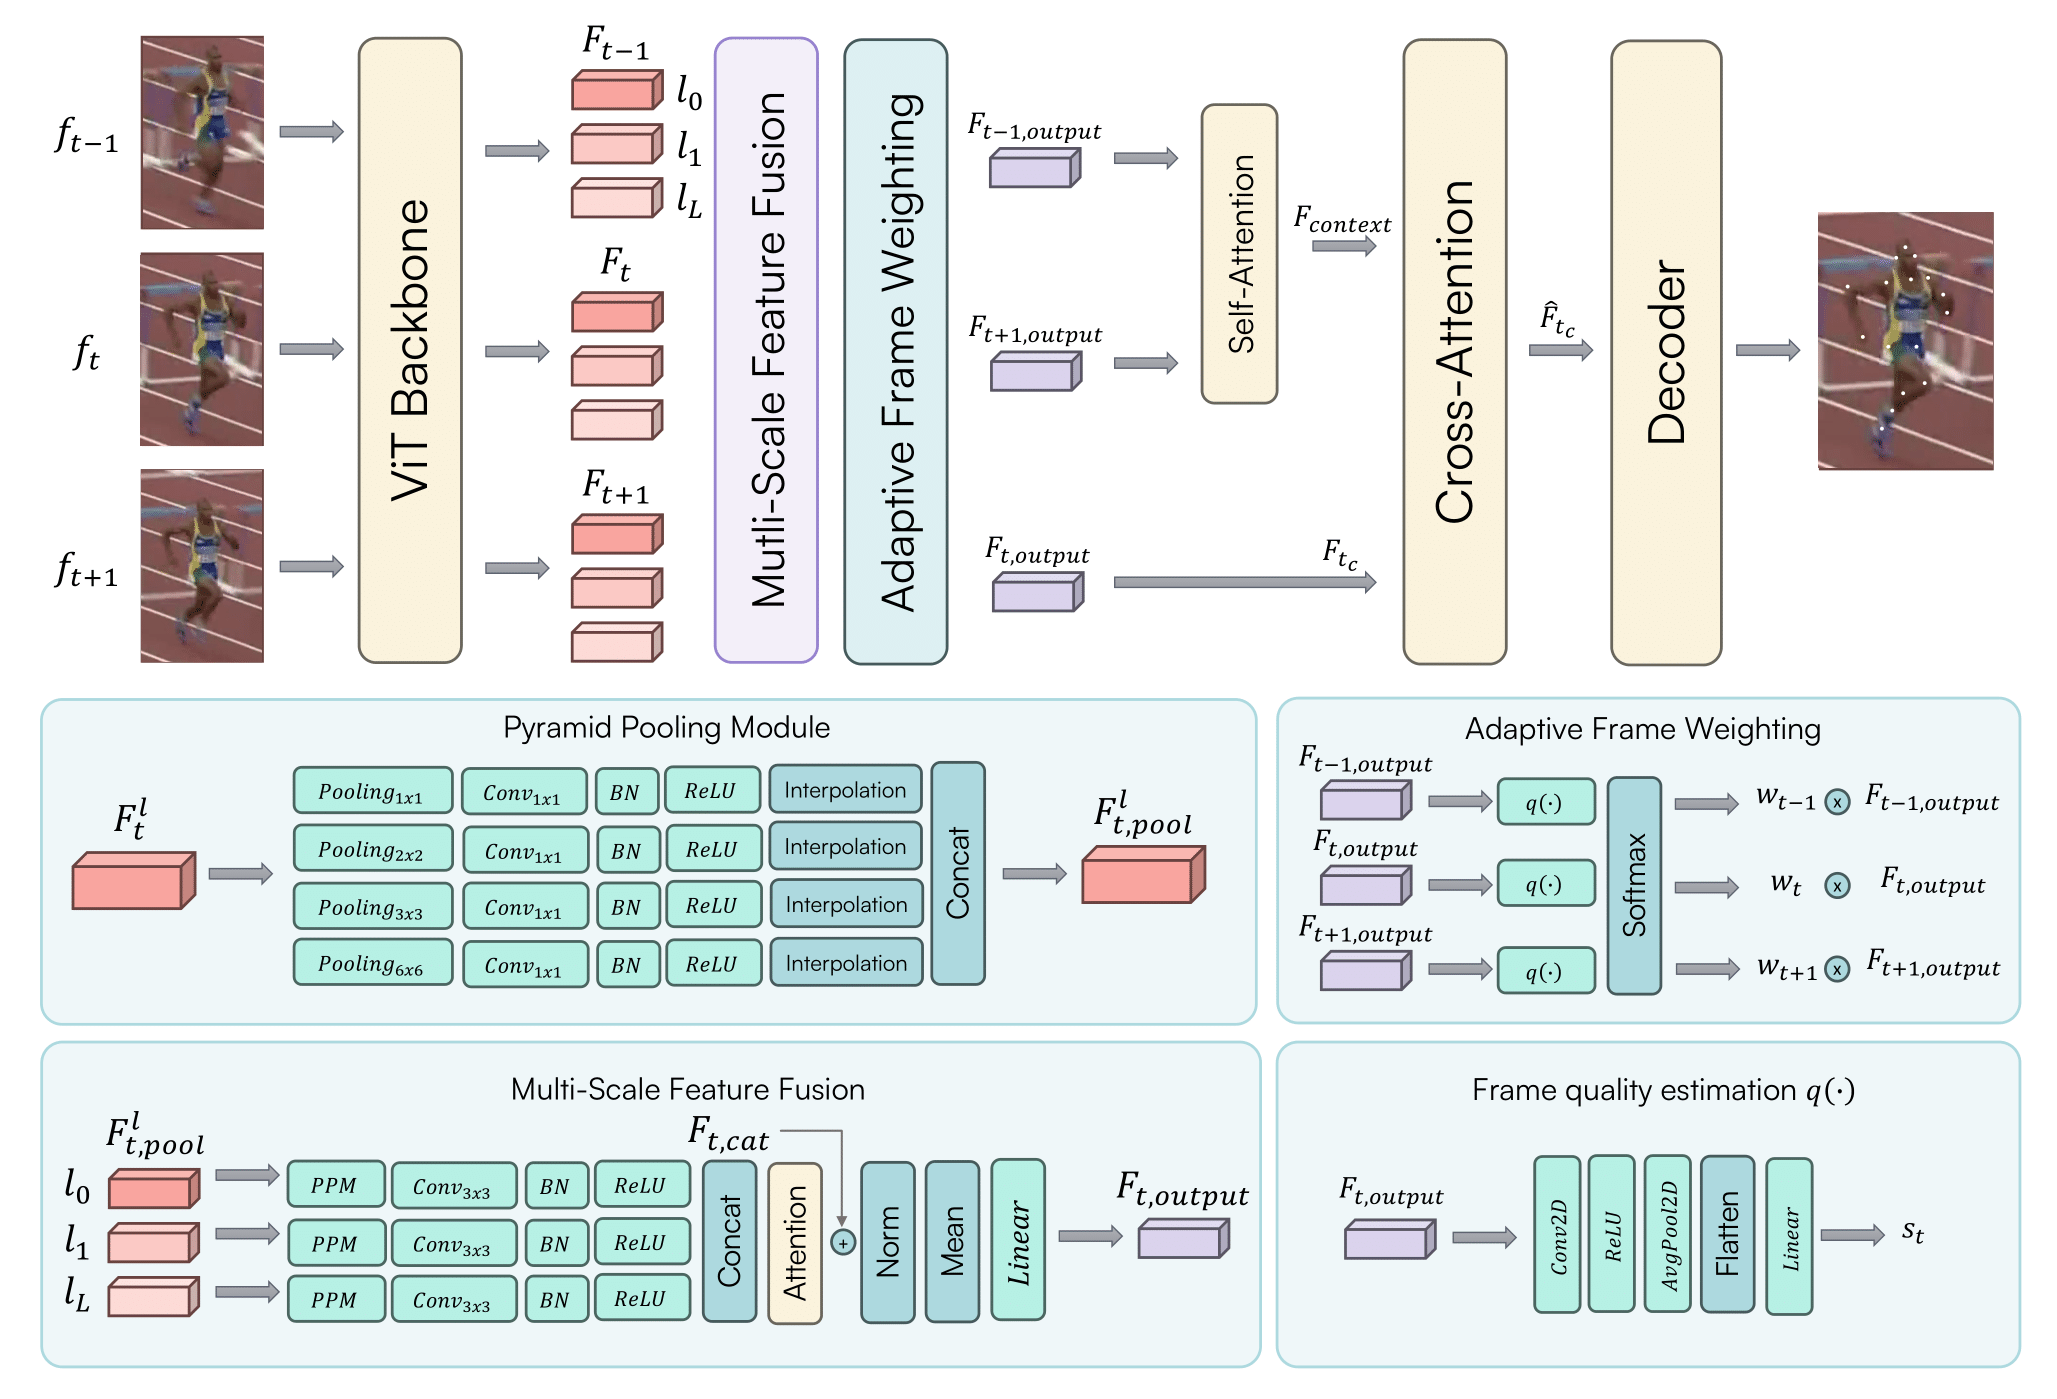 f_{t-1}
f_t
f_{t+1}
ViT Backbone
F_{t-1}
l_0
l_1
l_L
F_t
F_{t+1}
Mutli-Scale Feature Fusion
Adaptive Frame Weighting
F_{t-1,output}
F_{t+1,output}
F_{t,output}
Self-Attention
F_{context}
F_{t_c}
Cross-Attention
F̂_{t_c}
Decoder
Pyramid Pooling Module
F_t^l
Pooling_{1x1} Conv_{1x1} BN ReLU Interpolation
Pooling_{2x2} Conv_{1x1} BN ReLU Interpolation
Pooling_{3x3} Conv_{1x1} BN ReLU Interpolation
Pooling_{6x6} Conv_{1x1} BN ReLU Interpolation
Concat
F_{t,pool}^l
Adaptive Frame Weighting
F_{t-1,output}
q(·)
w_{t-1} x F_{t-1,output}
F_{t,output}
q(·)
w_t x F_{t,output}
F_{t+1,output}
q(·)
w_{t+1} x F_{t+1,output}
Softmax
Multi-Scale Feature Fusion
F_{t,pool}^l
l_0 PPM Conv_{3x3} BN ReLU
l_1 PPM Conv_{3x3} BN ReLU
l_L PPM Conv_{3x3} BN ReLU
F_{t,cat}
Concat
Attention
+
Norm
Mean
Linear
F_{t,output}
Frame quality estimation q(·)
F_{t,output}
Conv2D
ReLU
AvgPool2D
Flatten
Linear
s_t